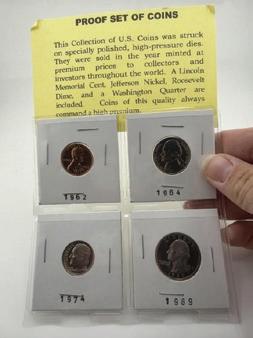 PROOF SET OF COINS
This Collection of U.S. Coins was struck
on specially polished, high-pressure dies.
They were sold in the year minted at
premium prices to collectors and
investors throughout the world. A Lincoln
Memorial Cent, Jefferson Nickel, Roosevelt
Dime, and a Washington Quarter are
included. Coins of this quality always
command a high premium.
1962
1964
1974
1989